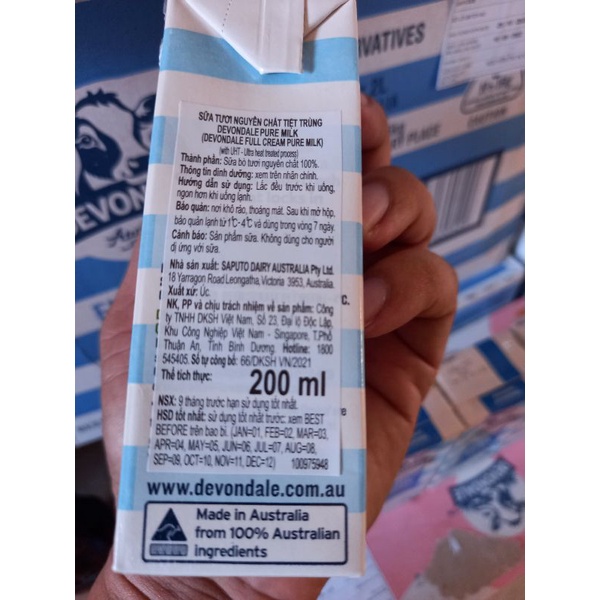 SỮA TƯƠI NGUYÊN CHẤT TIỆT TRÙNG
DEVONDALE PURE MILK
(DEVONDALE FULL CREAM PURE MILK)
(with UHT - Ultra heat treated process)
Thành phần: Sữa bò tươi nguyên chất 100%.
Thông tin dinh dưỡng: xem trên nhãn chính.
Hướng dẫn sử dụng: Lắc đều trước khi uống,
ngon hơn khi uống lạnh.
Bảo quản: nơi khô ráo, thoáng mát. Sau khi mở hộp,
bảo quản lạnh từ 1°C- 4°C và dùng trong vòng 7 ngày.
Cảnh báo: Sản phẩm sữa. Không dùng cho người
dị ứng với sữa.
Nhà sản xuất: SAPUTO DAIRY AUSTRALIA Pty Ltd.
18 Yarragon Road Leongatha, Victoria 3953, Australia.
Xuất xứ: Úc.
NK, PP và chịu trách nhiệm về sản phẩm: Công
ty TNHH DKSH Việt Nam, Số 23, Đại lộ Độc Lập,
Khu Công Nghiệp Việt Nam - Singapore, T.Phố
Thuận An, Tỉnh Bình Dương. Hotline: 1800
545405. Số tự công bố: 66/DKSH VN/2021
Thể tích thực: 200 ml
NSX: 9 tháng trước hạn sử dụng tốt nhất.
HSD tốt nhất: sử dụng tốt nhất trước: xem BEST
BEFORE trên bao bì. (JAN=01, FEB=02, MAR=03,
APR=04, MAY=05, JUN=06, JUL=07, AUG=08,
SEP=09, OCT=10, NOV=11, DEC=12) 100975948
www.devondale.com.au
Made in Australia
from 100% Australian
ingredients
VATIVES
PLACE
CAUTION